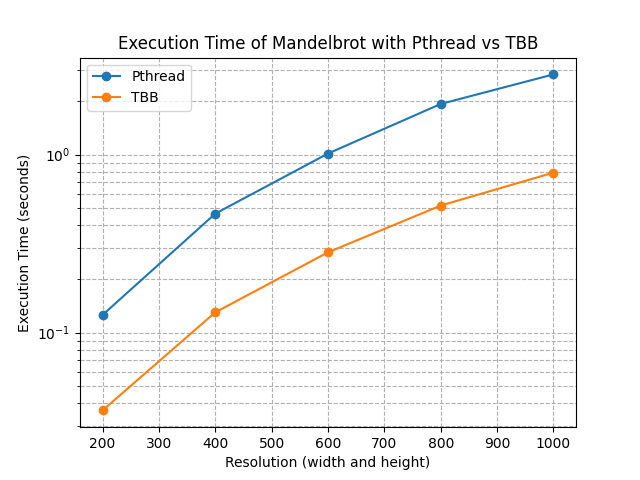 Execution Time of Mandelbrot with Pthread vs TBB
Pthread
TBB
Execution Time (seconds)
10⁰
10⁻¹
200 300 400 500 600 700 800 900 1000
Resolution (width and height)